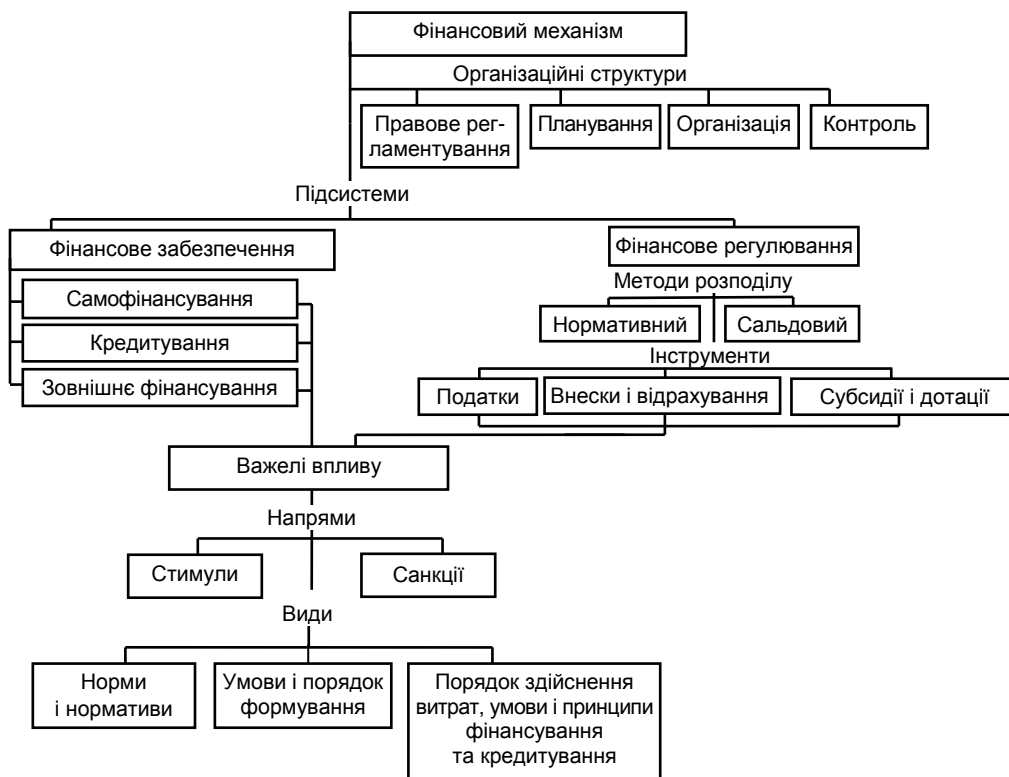 Фінансовий механізм
Організаційні структури
Правове рег-
ламентування
Планування
Організація
Контроль
Підсистеми
Фінансове забезпечення
Фінансове регулювання
Самофінансування
Кредитування
Зовнішнє фінансування
Методи розподілу
Нормативний
Сальдовий
Інструменти
Податки
Внески і відрахування
Субсидії і дотації
Важелі впливу
Напрями
Стимули
Санкції
Види
Норми
і нормативи
Умови і порядок
формування
Порядок здійснення
витрат, умови і принципи
фінансування
та кредитування